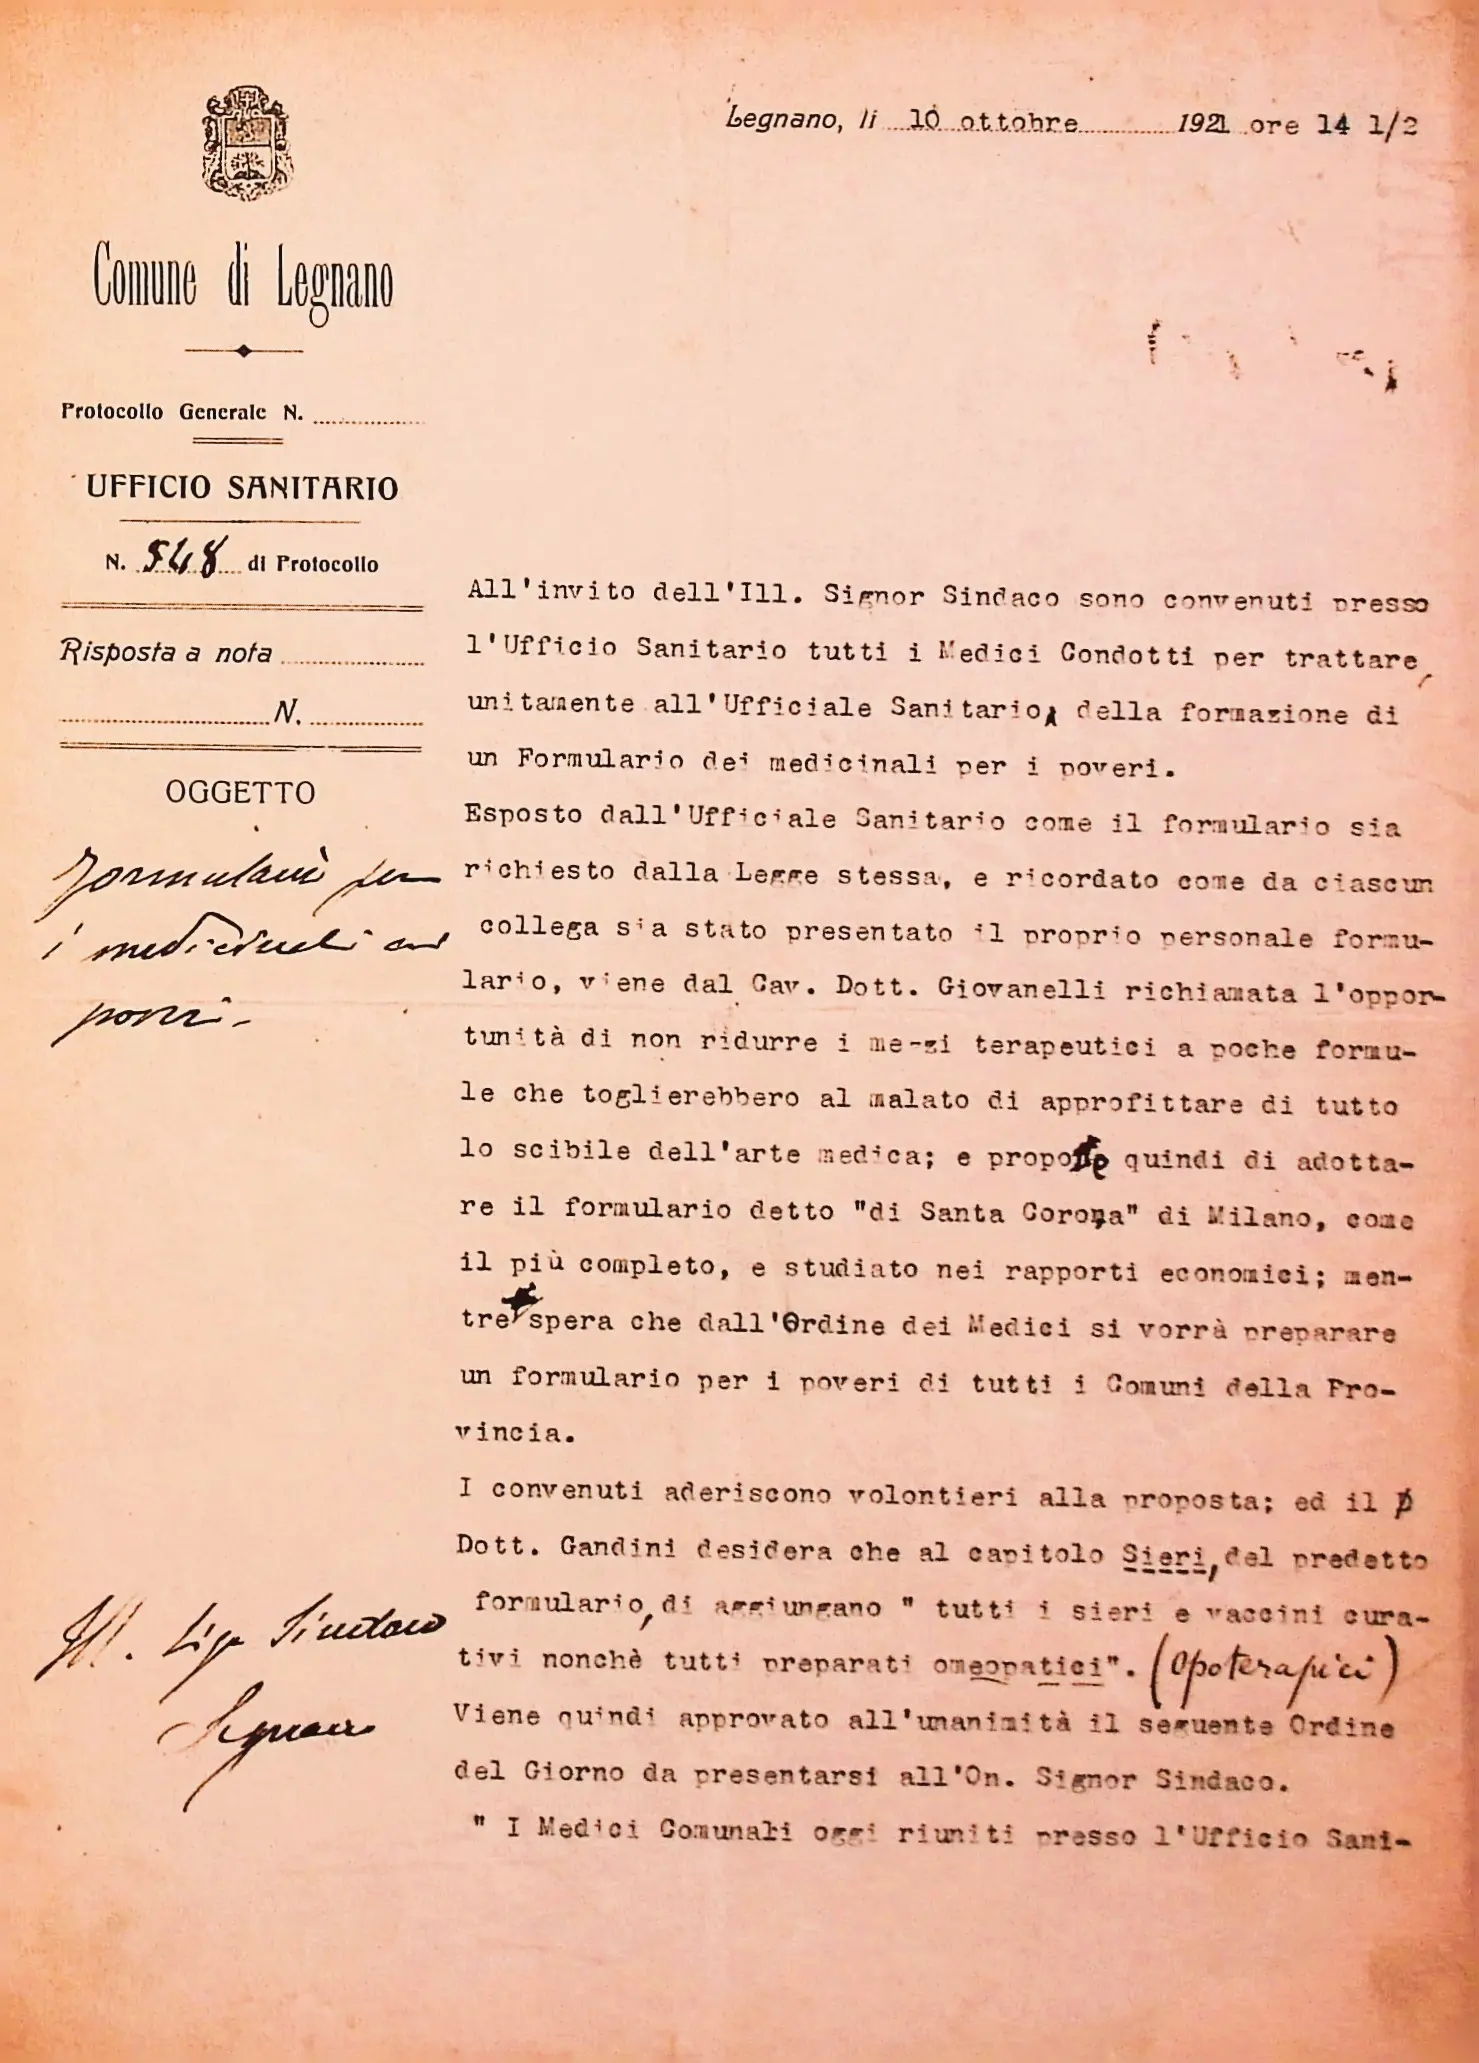 Legnano, li 10 ottobre 1921 ore 14 1/2
Comune di Legnano
Protocollo Generale N.
UFFICIO SANITARIO
N. 548 di Protocollo
Risposta a nota
N.
OGGETTO
Formulari per
i medicinali ai
poveri.-
Ill. Sig. Sindaco
Legnano
All'invito dell'Ill. Signor Sindaco sono convenuti presso
l'Ufficio Sanitario tutti i Medici Condotti per trattare,
unitamente all'Ufficiale Sanitario, della formazione di
un Formulario dei medicinali per i poveri.
Esposto dall'Ufficiale Sanitario come il formulario sia
richiesto dalla Legge stessa, e ricordato come da ciascun
collega sia stato presentato il proprio personale formu-
lario, viene dal Cav. Dott. Giovanelli richiamata l'oppor-
tunità di non ridurre i me-zi terapeutici a poche formu-
le che toglierebbero al malato di approfittare di tutto
lo scibile dell'arte medica; e propone quindi di adotta-
re il formulario detto "di Santa Corona" di Milano, come
il più completo, e studiato nei rapporti economici; men-
tre spera che dall'Ordine dei Medici si vorrà preparare
un formulario per i poveri di tutti i Comuni della Pro-
vincia.
I convenuti aderiscono volontieri alla proposta; ed il
Dott. Gandini desidera che al capitolo Sieri, del predetto
formulario, di aggiungano " tutti i sieri e vaccini cura-
tivi nonchè tutti preparati omeopatici". (Opoterapici)
Viene quindi approvato all'unanimità il seguente Ordine
del Giorno da presentarsi all'On. Signor Sindaco.
" I Medici Comunali oggi riuniti presso l'Ufficio Sani-